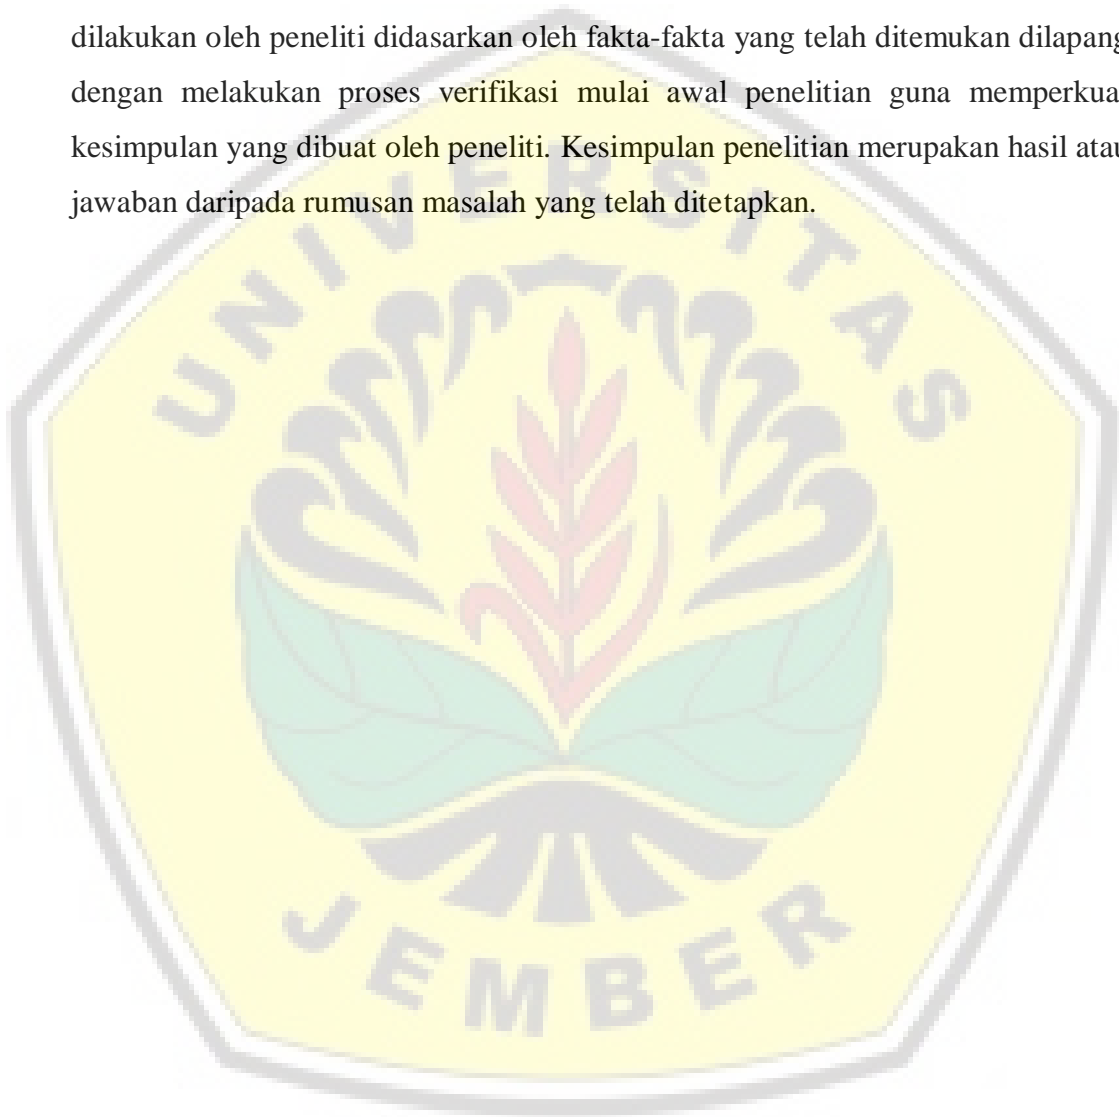 dilakukan oleh peneliti didasarkan oleh fakta-fakta yang telah ditemukan dilapang
dengan melakukan proses verifikasi mulai awal penelitian guna memperkua
kesimpulan yang dibuat oleh peneliti. Kesimpulan penelitian merupakan hasil atau
jawaban daripada rumusan masalah yang telah ditetapkan.
UNIVERSITAS
JEMBER